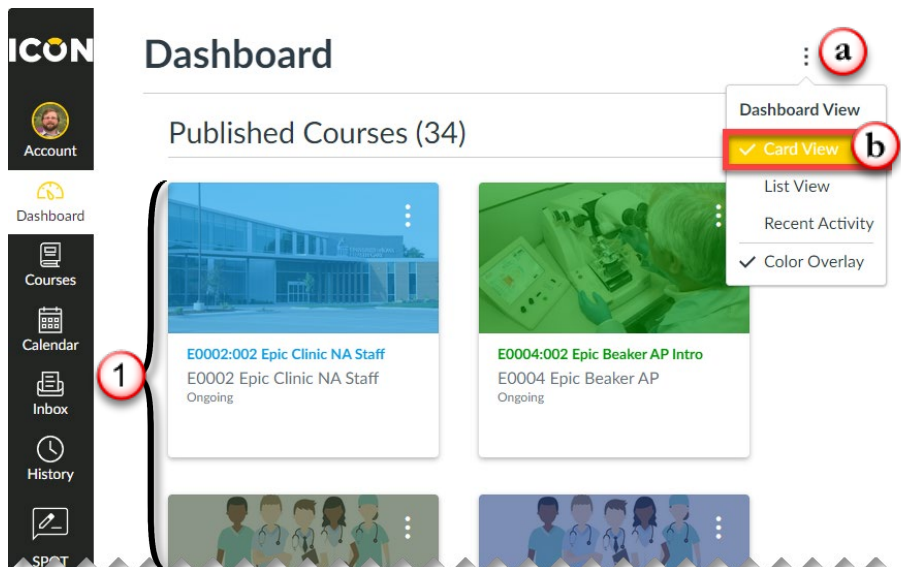 ICON
Account
Dashboard
Courses
Calendar
Inbox
History
SPOT
Dashboard
a
Dashboard View
Card View
b
List View
Recent Activity
Color Overlay
Published Courses (34)
1
E0002:002 Epic Clinic NA Staff
E0002 Epic Clinic NA Staff
Ongoing
E0004:002 Epic Beaker AP Intro
E0004 Epic Beaker AP
Ongoing